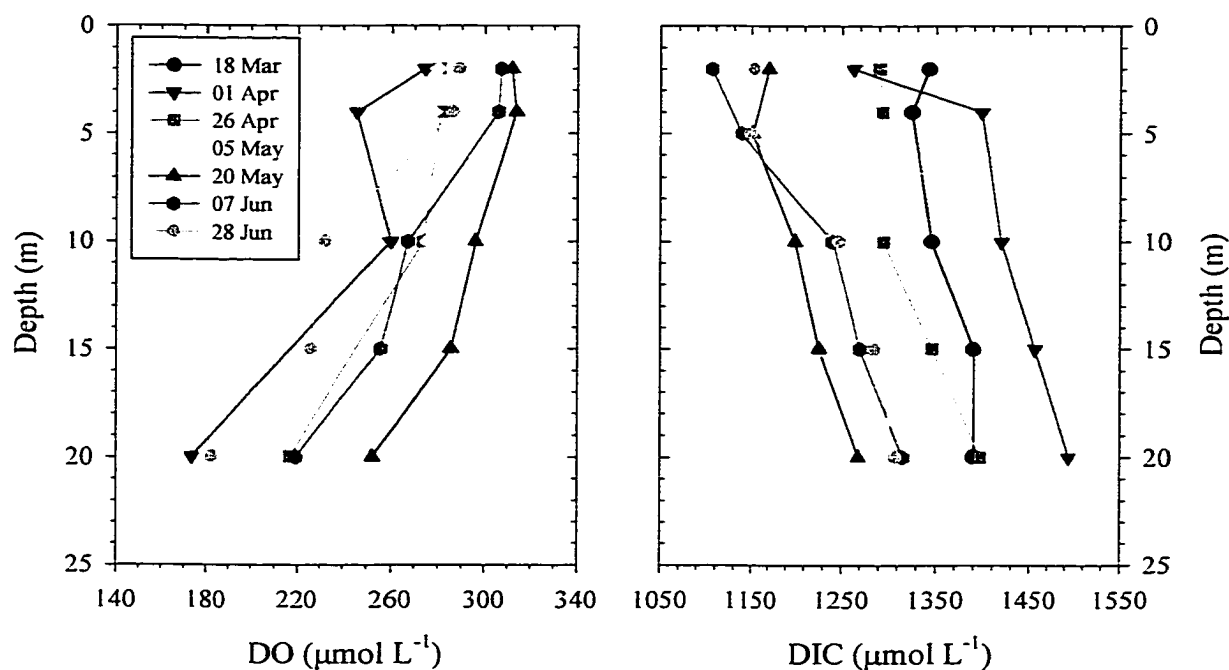 0
5
10
15
20
25
Depth (m)
18 Mar
01 Apr
26 Apr
05 May
20 May
07 Jun
28 Jun
140 180 220 260 300 340
DO (μmol L⁻¹)
0
5
10
15
20
25
Depth (m)
1050 1150 1250 1350 1450 1550
DIC (μmol L⁻¹)